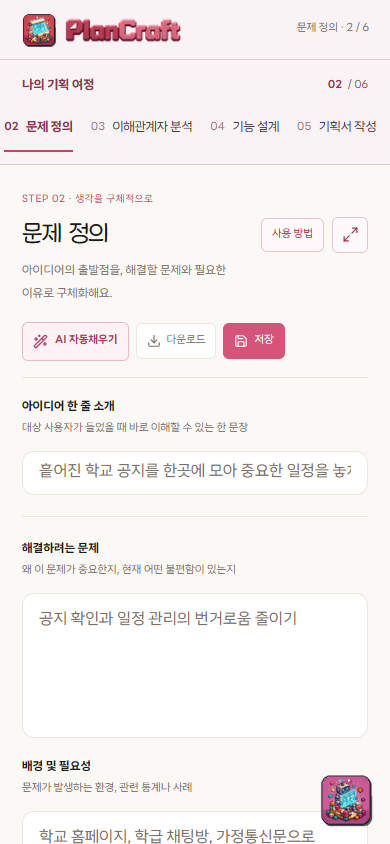 PlanCraft
문제 정의 · 2 / 6
나의 기획 여정
02 / 06
02 문제 정의 03 이해관계자 분석 04 기능 설계 05 기획서 작성
STEP 02 · 생각을 구체적으로
문제 정의
사용 방법
아이디어의 출발점을, 해결할 문제와 필요한
이유로 구체화해요.
AI 자동채우기
다운로드
저장
아이디어 한 줄 소개
대상 사용자가 들었을 때 바로 이해할 수 있는 한 문장
흩어진 학교 공지를 한곳에 모아 중요한 일정을
해결하려는 문제
왜 이 문제가 중요한지, 현재 어떤 불편함이 있는지
공지 확인과 일정 관리의 번거로움 줄이기
배경 및 필요성
문제가 발생하는 환경, 관련 통계나 사례
학교 홈페이지, 학급 채팅방, 가정통신문으로